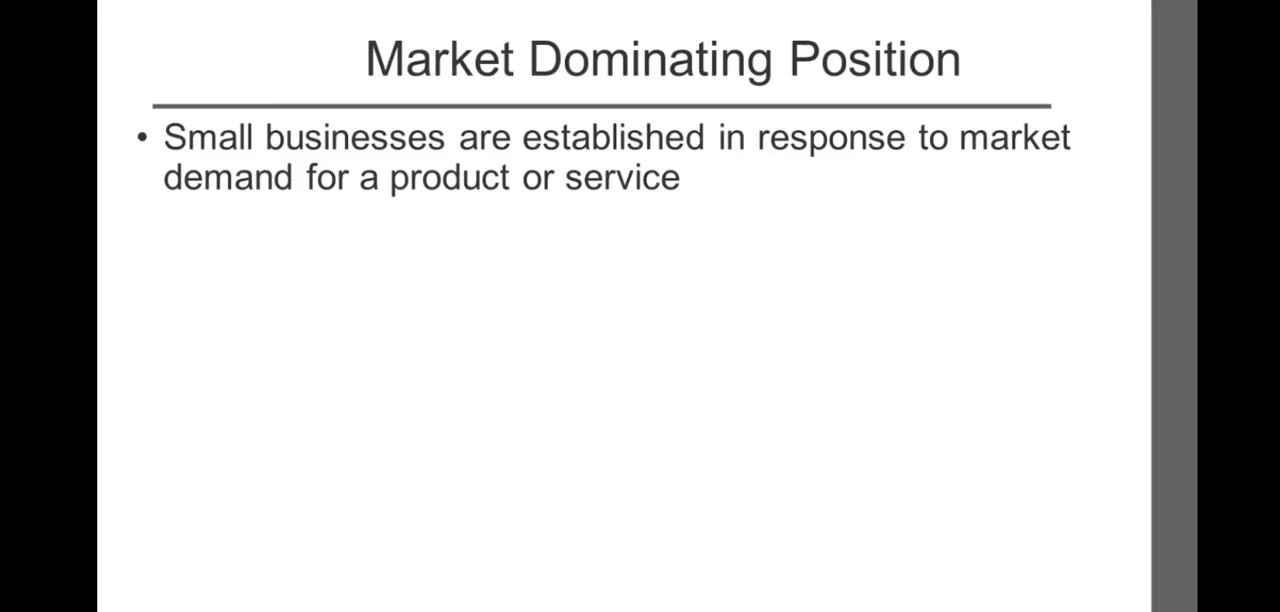 Market Dominating Position
• Small businesses are established in response to market
demand for a product or service